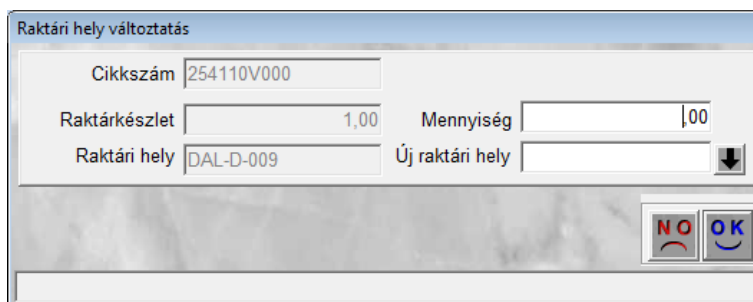 Raktári hely változtatás
Cikkszám 254110V000
Raktárkészlet 1,00 Mennyiség ,00
Raktári hely DAL-D-009 Új raktári hely
NO OK